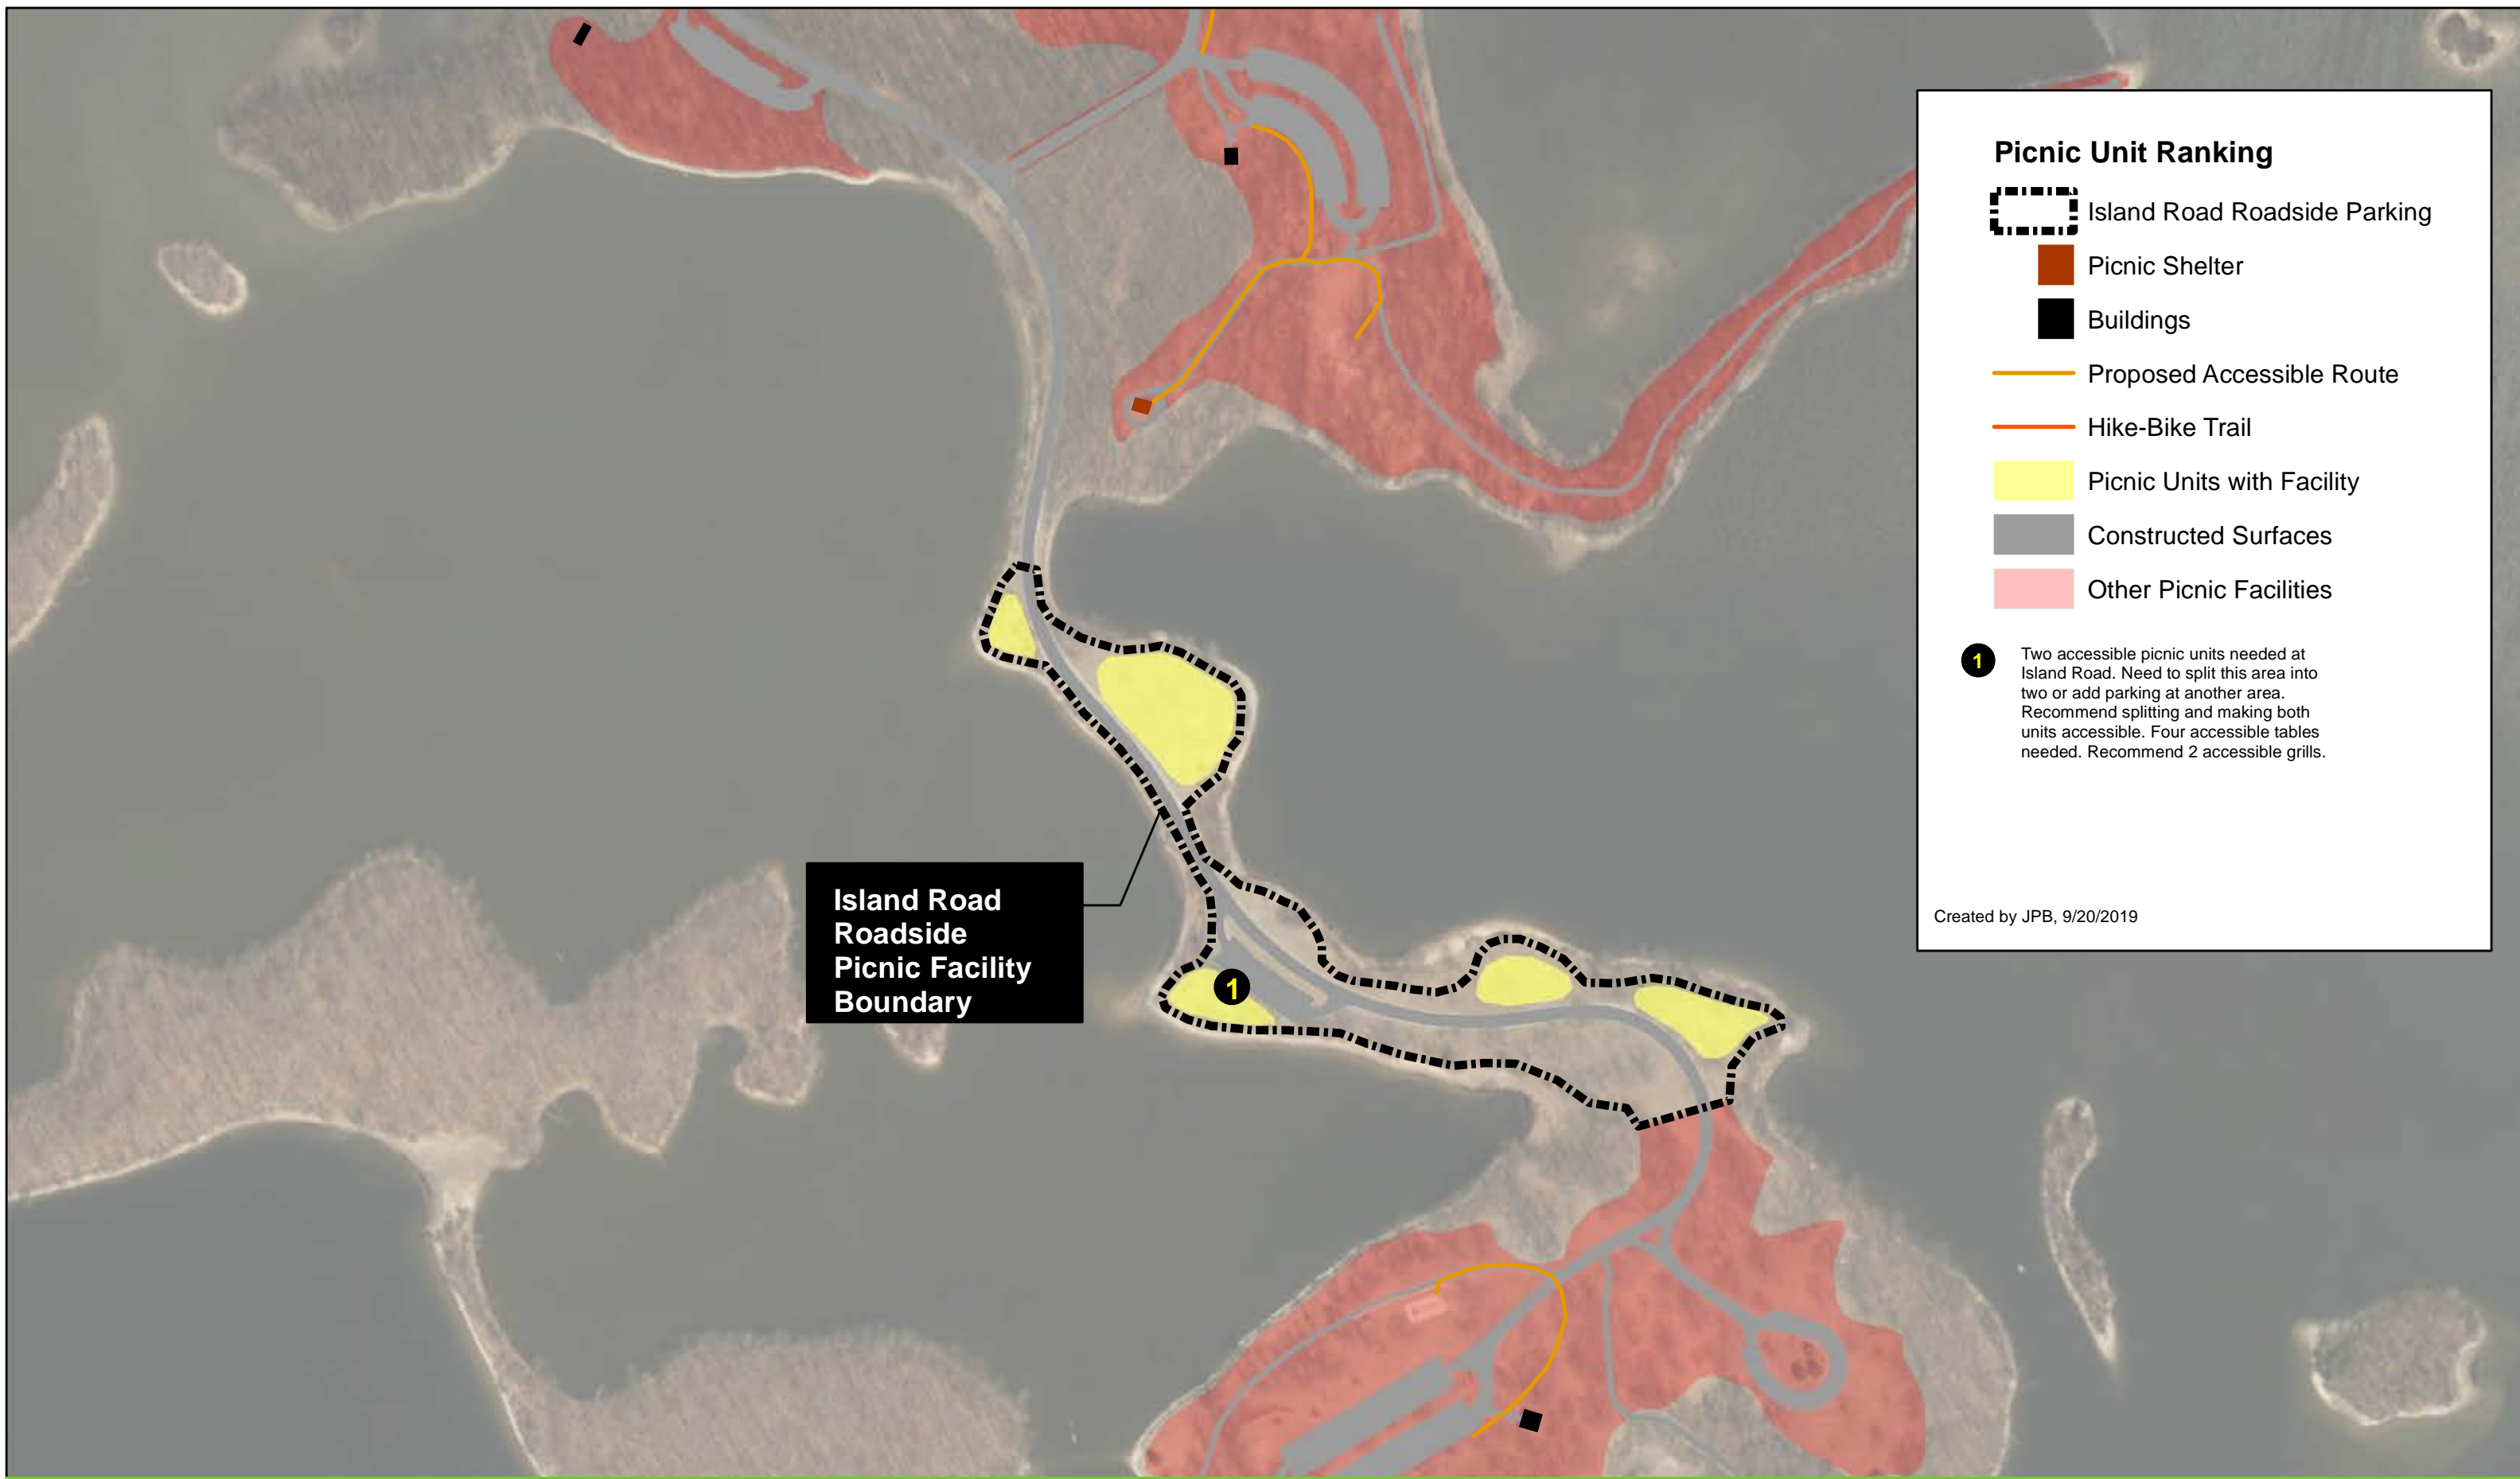 Picnic Unit Ranking
Island Road Roadside Parking
Picnic Shelter
Buildings
Proposed Accessible Route
Hike-Bike Trail
Picnic Units with Facility
Constructed Surfaces
Other Picnic Facilities
1
Two accessible picnic units needed at
Island Road. Need to split this area into
two or add parking at another area.
Recommend splitting and making both
units accessible. Four accessible tables
needed. Recommend 2 accessible grills.
Created by JPB, 9/20/2019
Island Road
Roadside
Picnic Facility
Boundary
1